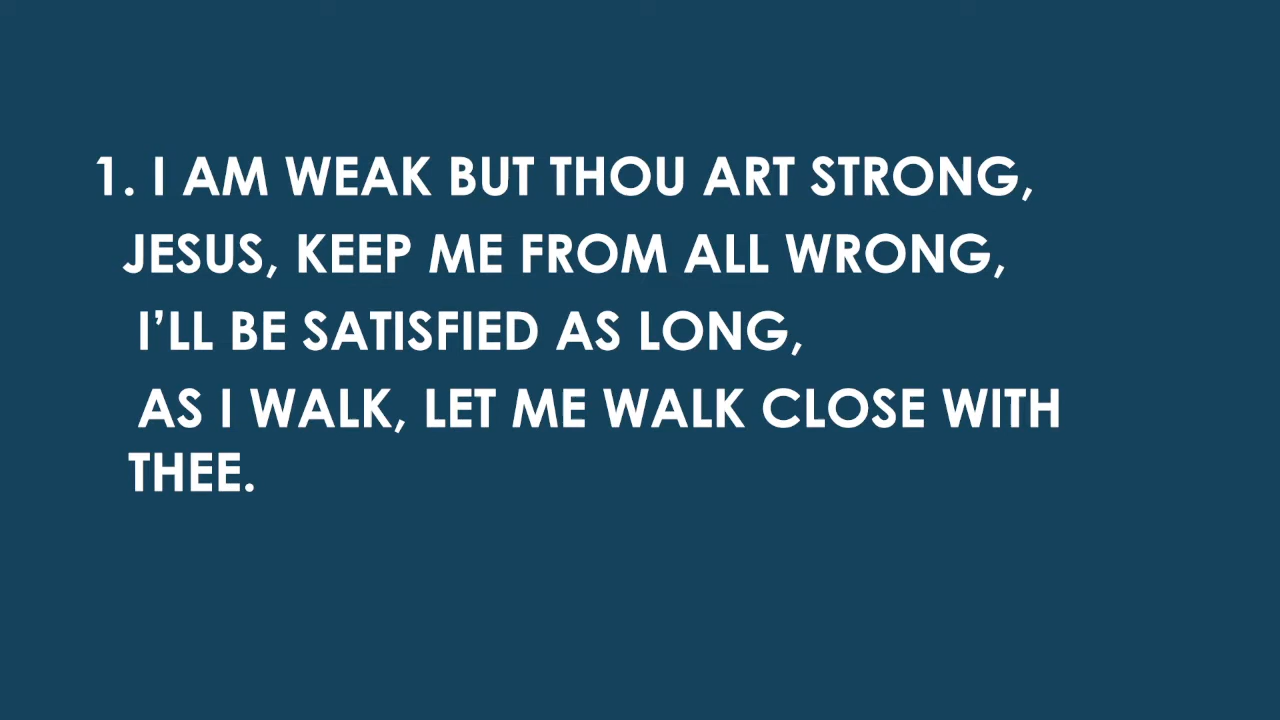 1. I AM WEAK BUT THOU ART STRONG,
JESUS, KEEP ME FROM ALL WRONG,
I’LL BE SATISFIED AS LONG,
AS I WALK, LET ME WALK CLOSE WITH
THEE.